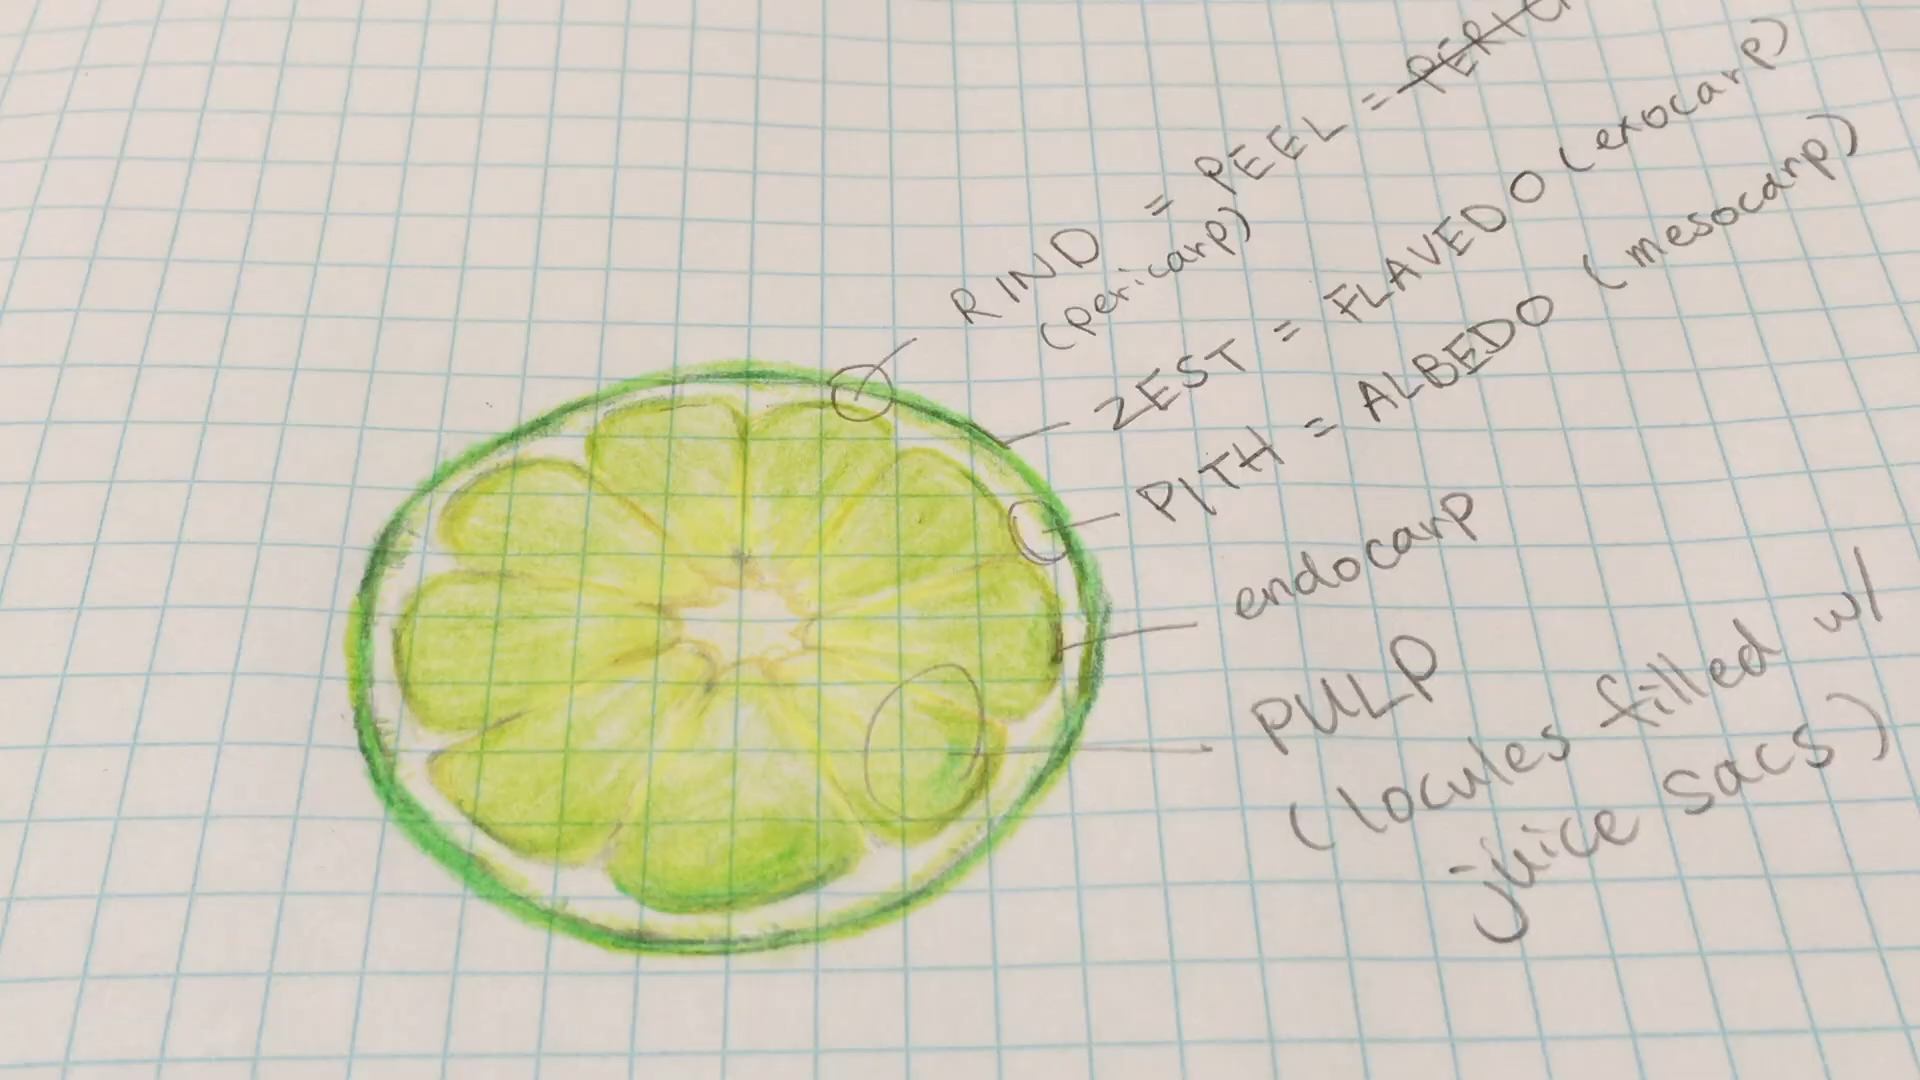 RIND = PEEL =
(pericarp)
ZEST = FLAVEDO (exocarp)
PITH = ALBEDO (mesocarp)
endocarp
PULP
(locules filled w/
juice sacs)